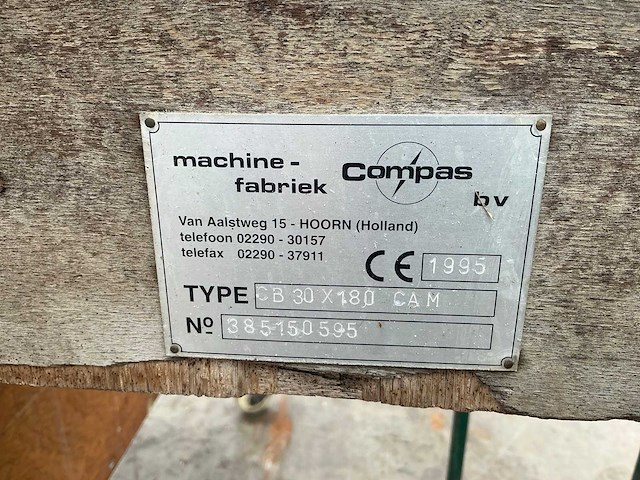 machine-
fabriek
Compas
bv
Van Aalstweg 15 - HOORN (Holland)
telefoon 02290 - 30157
telefax 02290 - 37911
CE 1995
TYPE CB 30 X 180 CAM
Nº 385150595